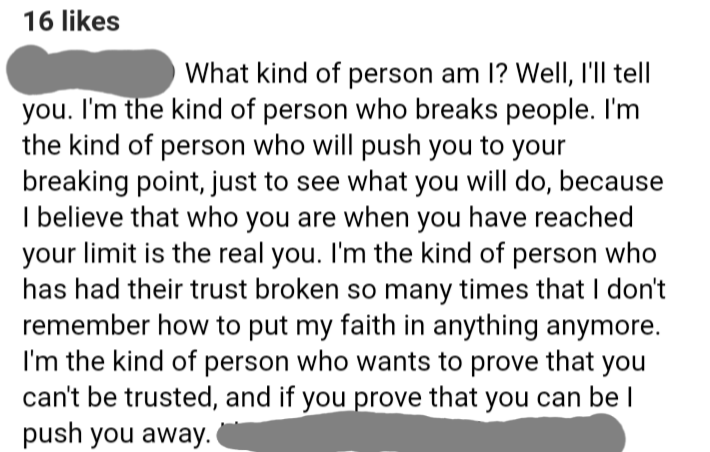 16 likes
What kind of person am I? Well, I'll tell
you. I'm the kind of person who breaks people. I'm
the kind of person who will push you to your
breaking point, just to see what you will do, because
I believe that who you are when you have reached
your limit is the real you. I'm the kind of person who
has had their trust broken so many times that I don't
remember how to put my faith in anything anymore.
I'm the kind of person who wants to prove that you
can't be trusted, and if you prove that you can be I
push you away.